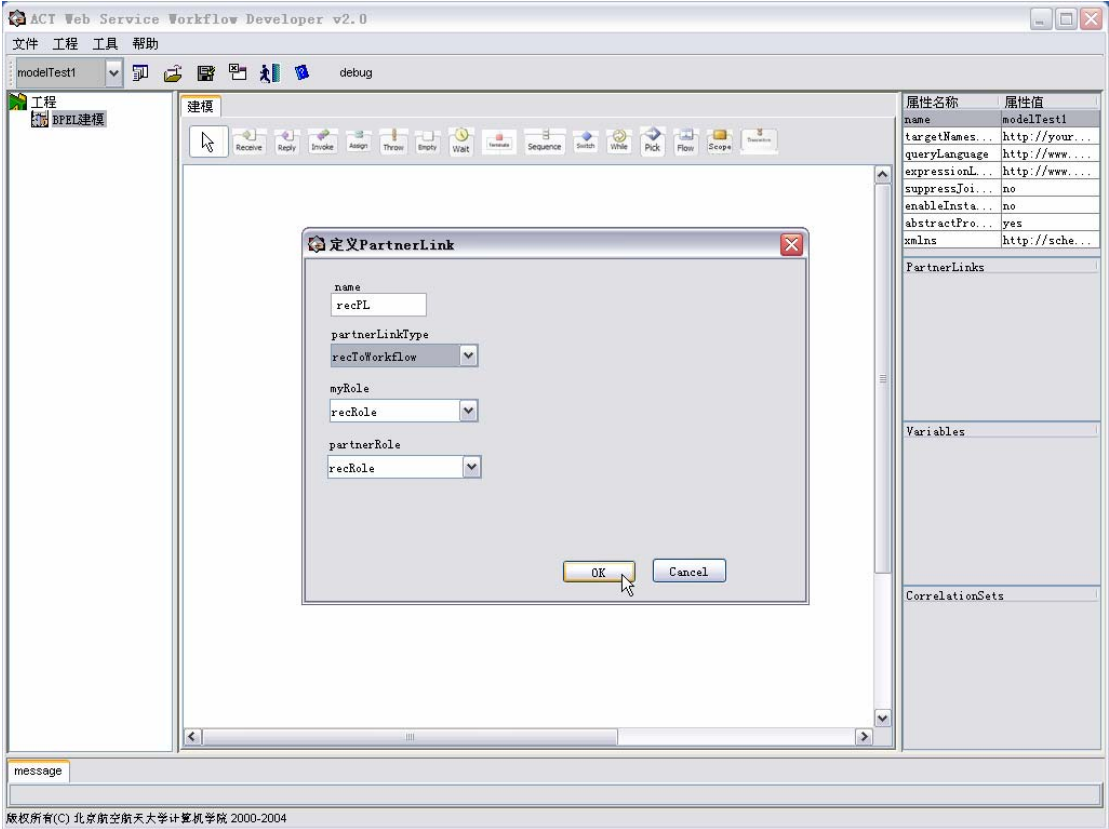 ACT Web Service Workflow Developer v2.0
文件 工程 工具 帮助
modelTest1 debug
工程
BPEL建模
建模
Receive Reply Invoke Assign Throw Empty Wait Terminate Sequence Switch While Pick Flow Scope
属性名称 属性值
name modelTest1
targetNames... http://your...
queryLanguage http://www....
expressionL... http://www....
suppressJoi... no
enableInsta... no
abstractPro... yes
xmlns http://sche...
PartnerLinks
Variables
CorrelationSets
定义PartnerLink
name
recPL
partnerLinkType
recToWorkflow
myRole
recRole
partnerRole
recRole
OK Cancel
message
版权所有(C) 北京航空航天大学计算机学院 2000-2004